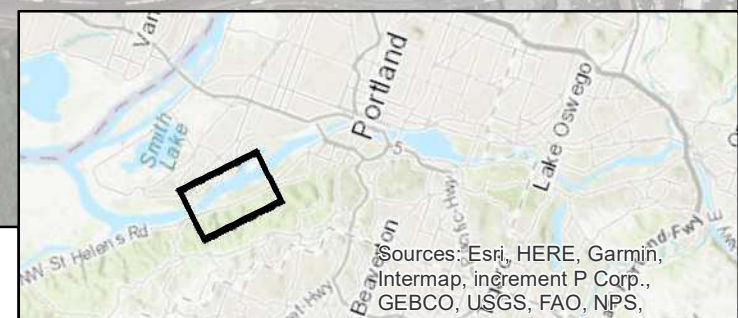 Van
Smith
Lake
Portland
5
Lake Oswego
NW St Helens Rd
Beaverton
Sources: Esri, HERE, Garmin,
Intermap, increment P Corp.,
GEBCO, USGS, FAO, NPS,